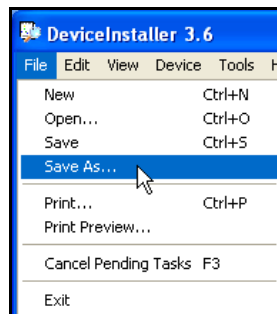 DeviceInstaller 3.6
File Edit View Device Tools
New Ctrl+N
Open... Ctrl+O
Save Ctrl+S
Save As...
Print... Ctrl+P
Print Preview...
Cancel Pending Tasks F3
Exit